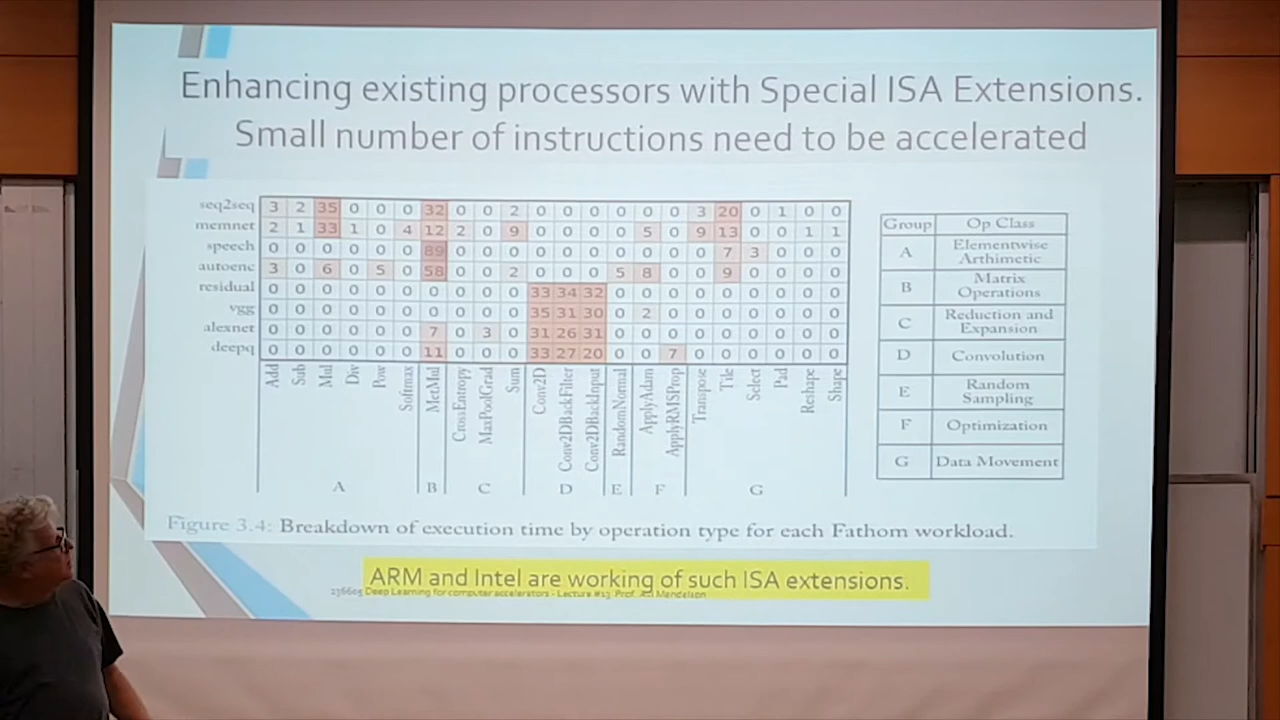 Enhancing existing processors with Special ISA Extensions.
Small number of instructions need to be accelerated
seq2seq 3 2 35 0 0 0 32 0 0 2 0 0 0 0 0 0 3 20 0 1 0 0
memnet 2 1 33 1 0 4 12 2 0 9 0 0 0 0 5 0 9 13 0 0 1 1
speech 0 0 0 0 0 0 89 0 0 0 0 0 0 0 0 0 0 7 3 0 0 0
autoenc 3 0 6 0 5 0 58 0 0 2 0 0 0 5 8 0 0 9 0 0 0 0
residual 0 0 0 0 0 0 0 0 0 0 33 34 32 0 0 0 0 0 0 0 0 0
vgg 0 0 0 0 0 0 0 0 0 0 35 31 30 0 2 0 0 0 0 0 0 0
alexnet 0 0 0 0 0 0 7 0 3 0 31 26 31 0 0 0 0 0 0 0 0 0
deepq 0 0 0 0 0 0 11 0 0 0 33 27 20 0 0 7 0 0 0 0 0 0
Add Sub Mul Div Pow Softmax MatMul CrossEntropy MaxPoolGrad Sum Conv2D Conv2DBackFilter Conv2DBackInput RandomNormal ApplyAdam ApplyRMSProp Transpose Tile Select Pad Reshape Shape
A B C D E F G
Group Op Class
A Elementwise
Arthimetic
B Matrix
Operations
C Reduction and
Expansion
D Convolution
E Random
Sampling
F Optimization
G Data Movement
Figure 3.4: Breakdown of execution time by operation type for each Fathom workload.
ARM and Intel are working of such ISA extensions.
236605 Deep Learning for computer accelerators - Lecture #13 Prof. Avi Mendelson